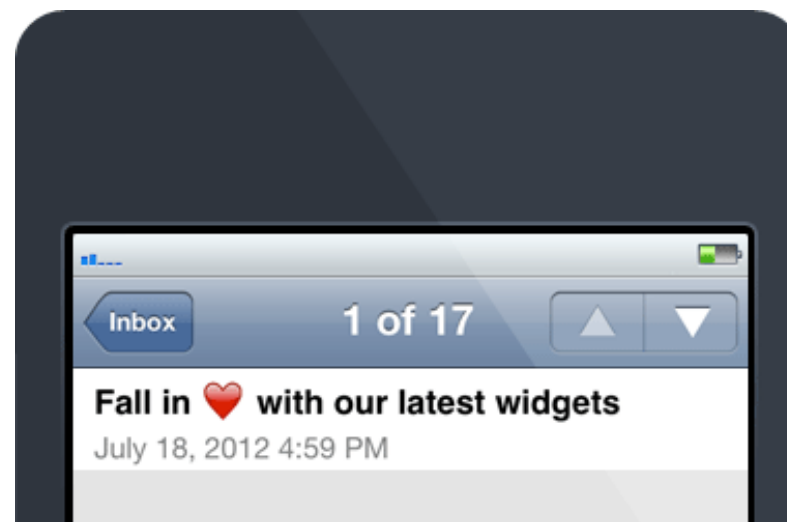 Inbox
1 of 17
Fall in ❤️ with our latest widgets
July 18, 2012 4:59 PM